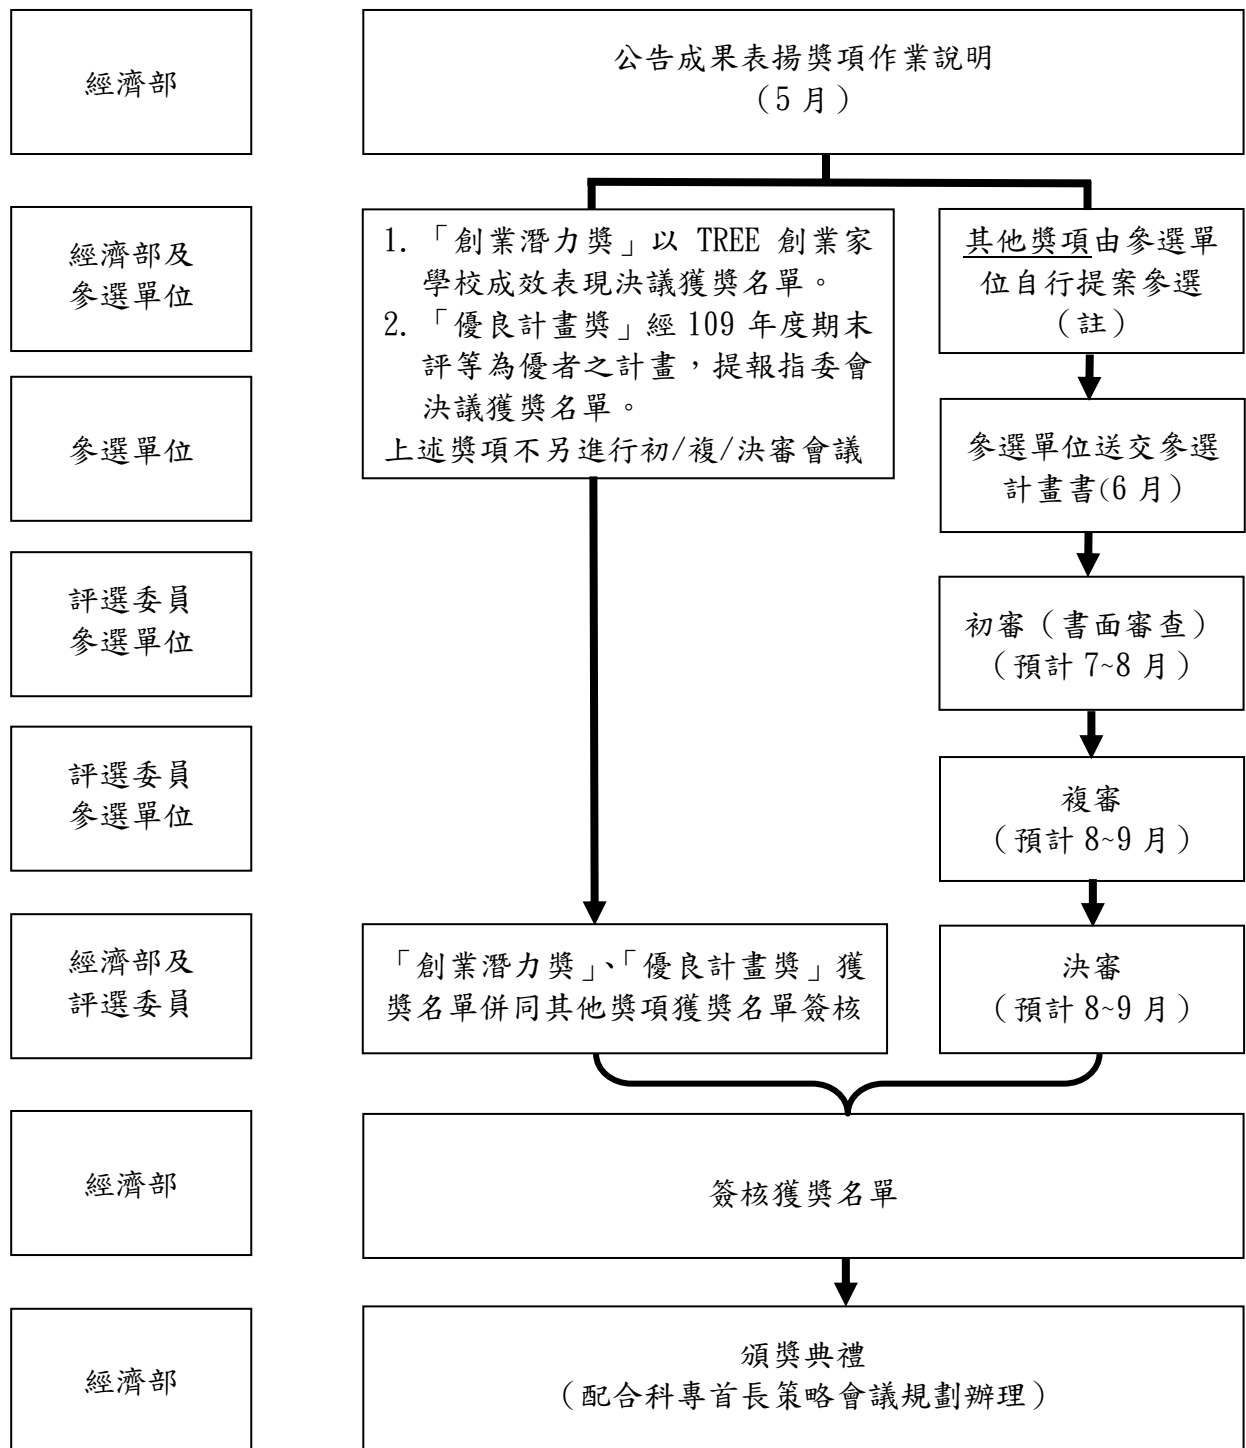 經濟部
公告成果表揚獎項作業說明
（5 月）
經濟部及
參選單位
1. 「創業潛力獎」以 TREE 創業家
學校成效表現決議獲獎名單。
2. 「優良計畫獎」經 109 年度期末
評等為優者之計畫，提報指委會
決議獲獎名單。
上述獎項不另進行初/複/決審會議
其他獎項由參選單
位自行提案參選
（註）
參選單位
參選單位送交參選
計畫書(6 月）
評選委員
參選單位
初審（書面審查）
（預計 7~8 月）
評選委員
參選單位
複審
（預計 8~9 月）
經濟部及
評選委員
「創業潛力獎」、「優良計畫獎」獲
獎名單併同其他獎項獲獎名單簽核
決審
（預計 8~9 月）
經濟部
簽核獲獎名單
經濟部
頒獎典禮
（配合科專首長策略會議規劃辦理）